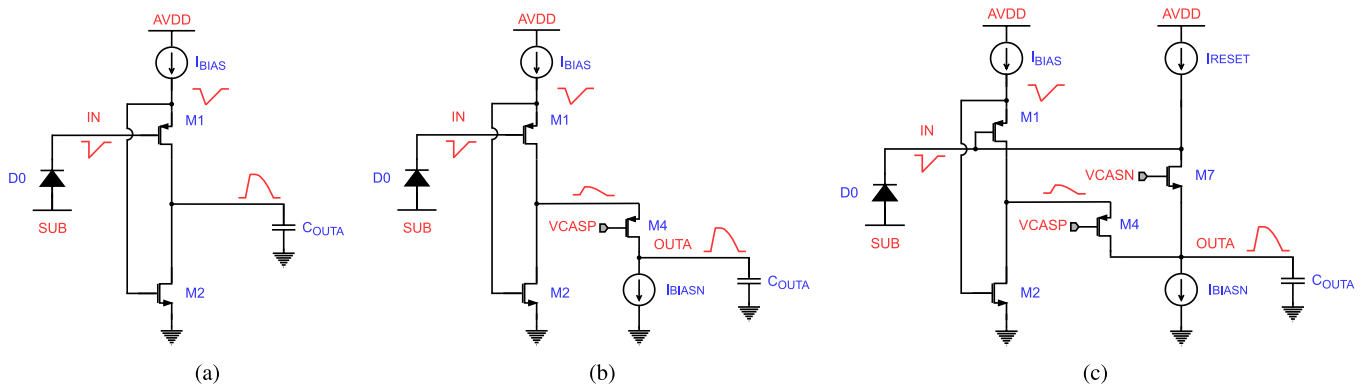 AVDD
IBIAS
IN
M1
D0
SUB
COUTA
M2
(a)
AVDD
IBIAS
IN
M1
D0
SUB
VCASP
M4
OUTA
M2
IBIASN
COUTA
(b)
AVDD
AVDD
IBIAS
IRESET
M1
IN
D0
VCASN
M7
SUB
VCASP
M4
OUTA
M2
IBIASN
COUTA
(c)